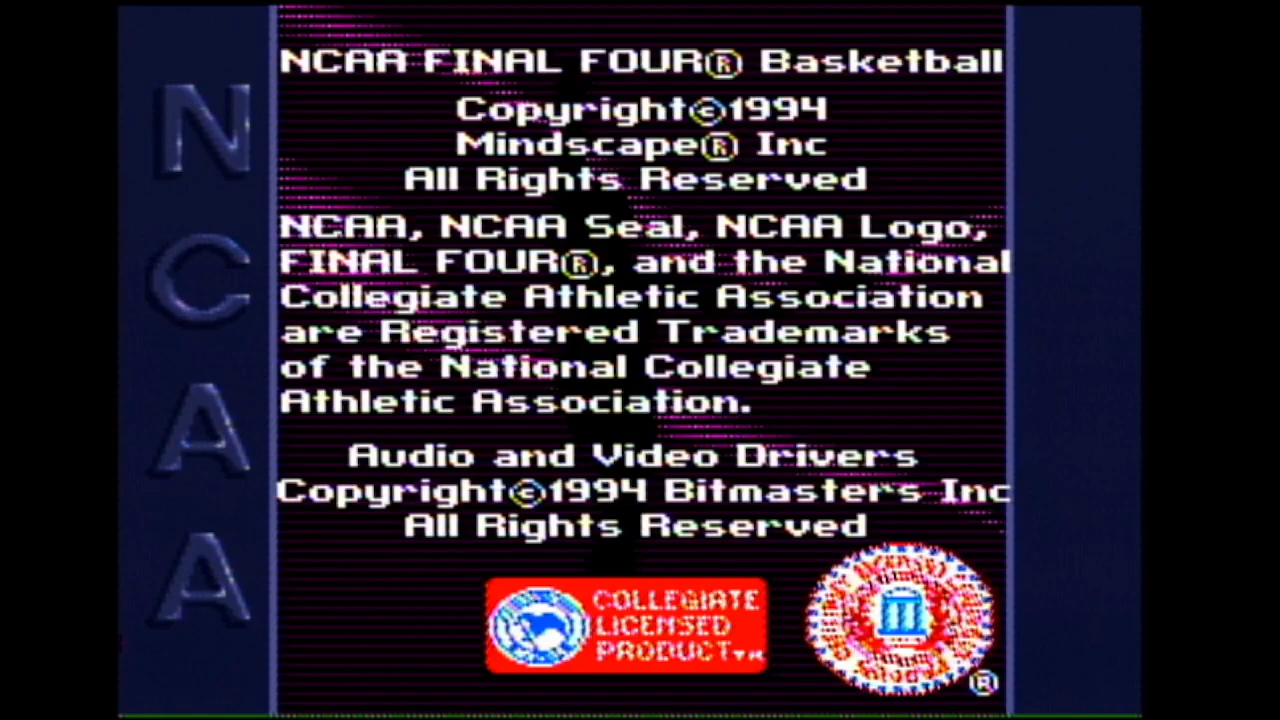 NCAA
NCAA FINAL FOUR® Basketball
Copyright©1994
Mindscape® Inc
All Rights Reserved
NCAA, NCAA Seal, NCAA Logo,
FINAL FOUR®, and the National
Collegiate Athletic Association
are Registered Trademarks
of the National Collegiate
Athletic Association.
Audio and Video Drivers
Copyright©1994 Bitmasters Inc
All Rights Reserved
COLLEGIATE
LICENSED
PRODUCT™
®